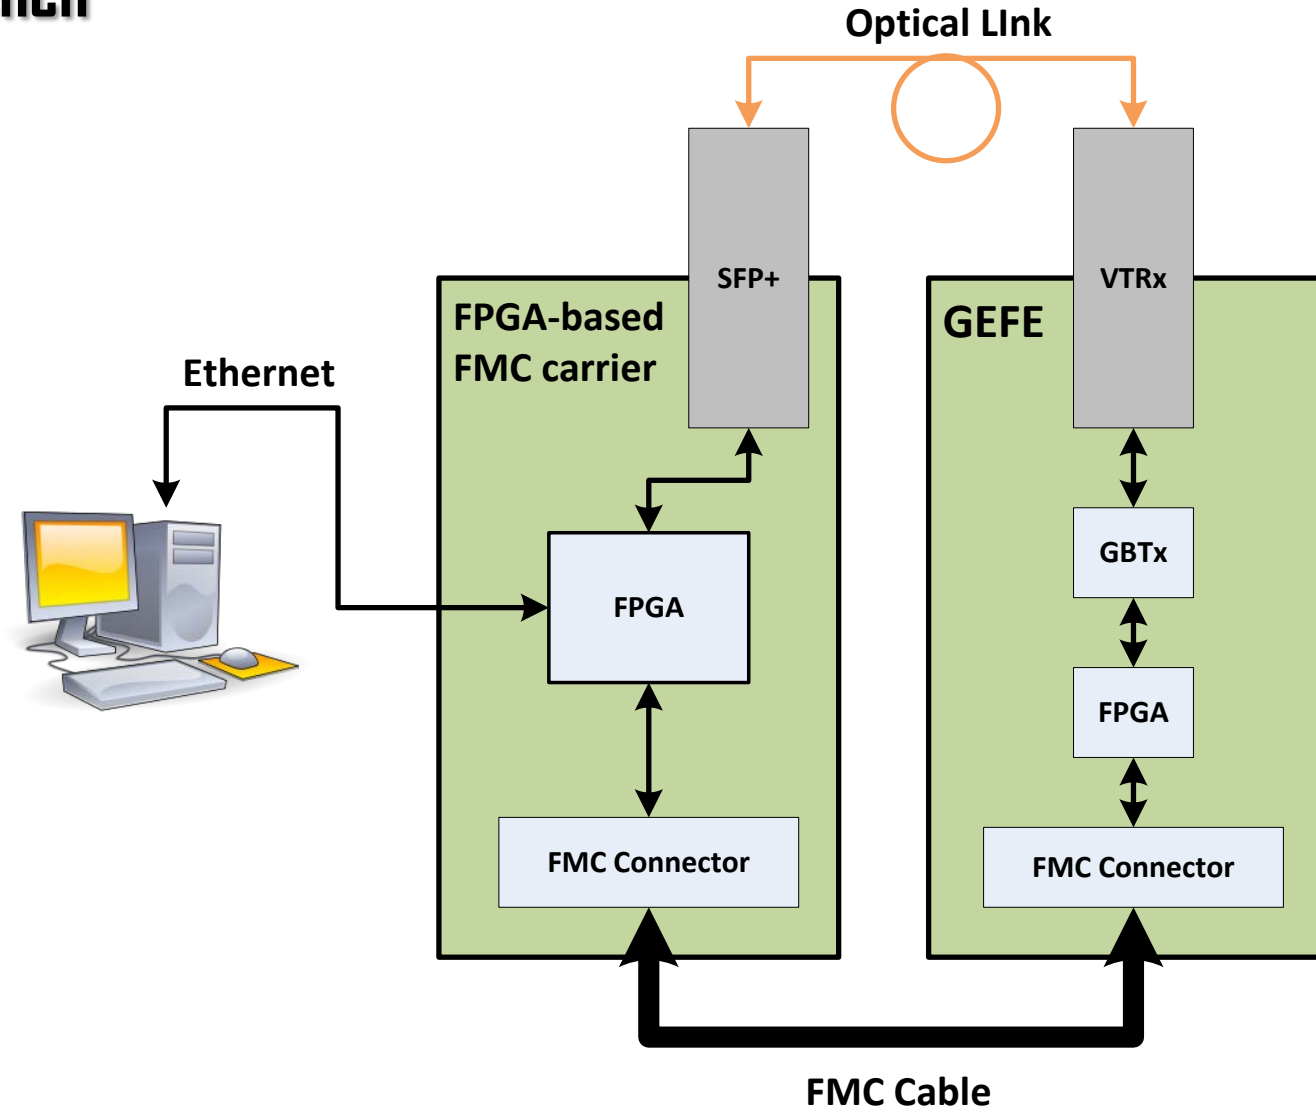 Optical LInk
SFP+
VTRx
FPGA-based
FMC carrier
GEFE
Ethernet
GBTx
FPGA
FPGA
FMC Connector
FMC Connector
FMC Cable